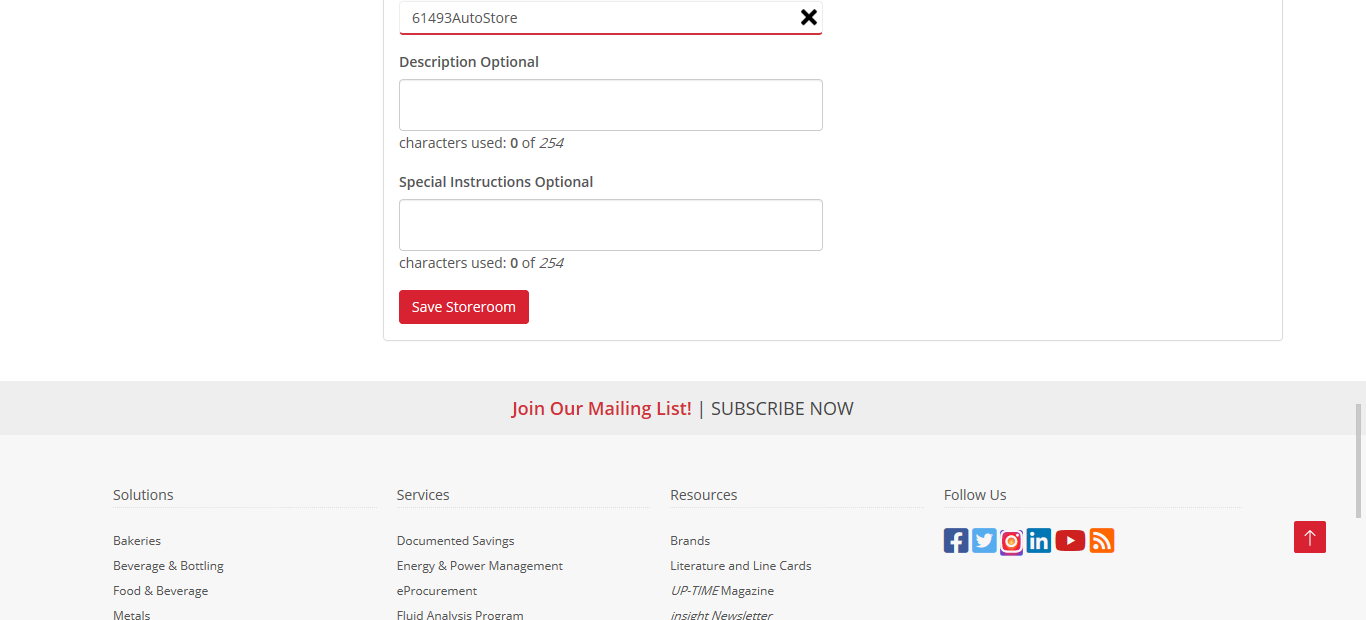 61493AutoStore
Description Optional
characters used: 0 of 254
Special Instructions Optional
characters used: 0 of 254
Save Storeroom
Join Our Mailing List! | SUBSCRIBE NOW
Solutions
Bakeries
Beverage & Bottling
Food & Beverage
Metals
Services
Documented Savings
Energy & Power Management
eProcurement
Fluid Analysis Program
Resources
Brands
Literature and Line Cards
UP-TIME Magazine
insight Newsletter
Follow Us